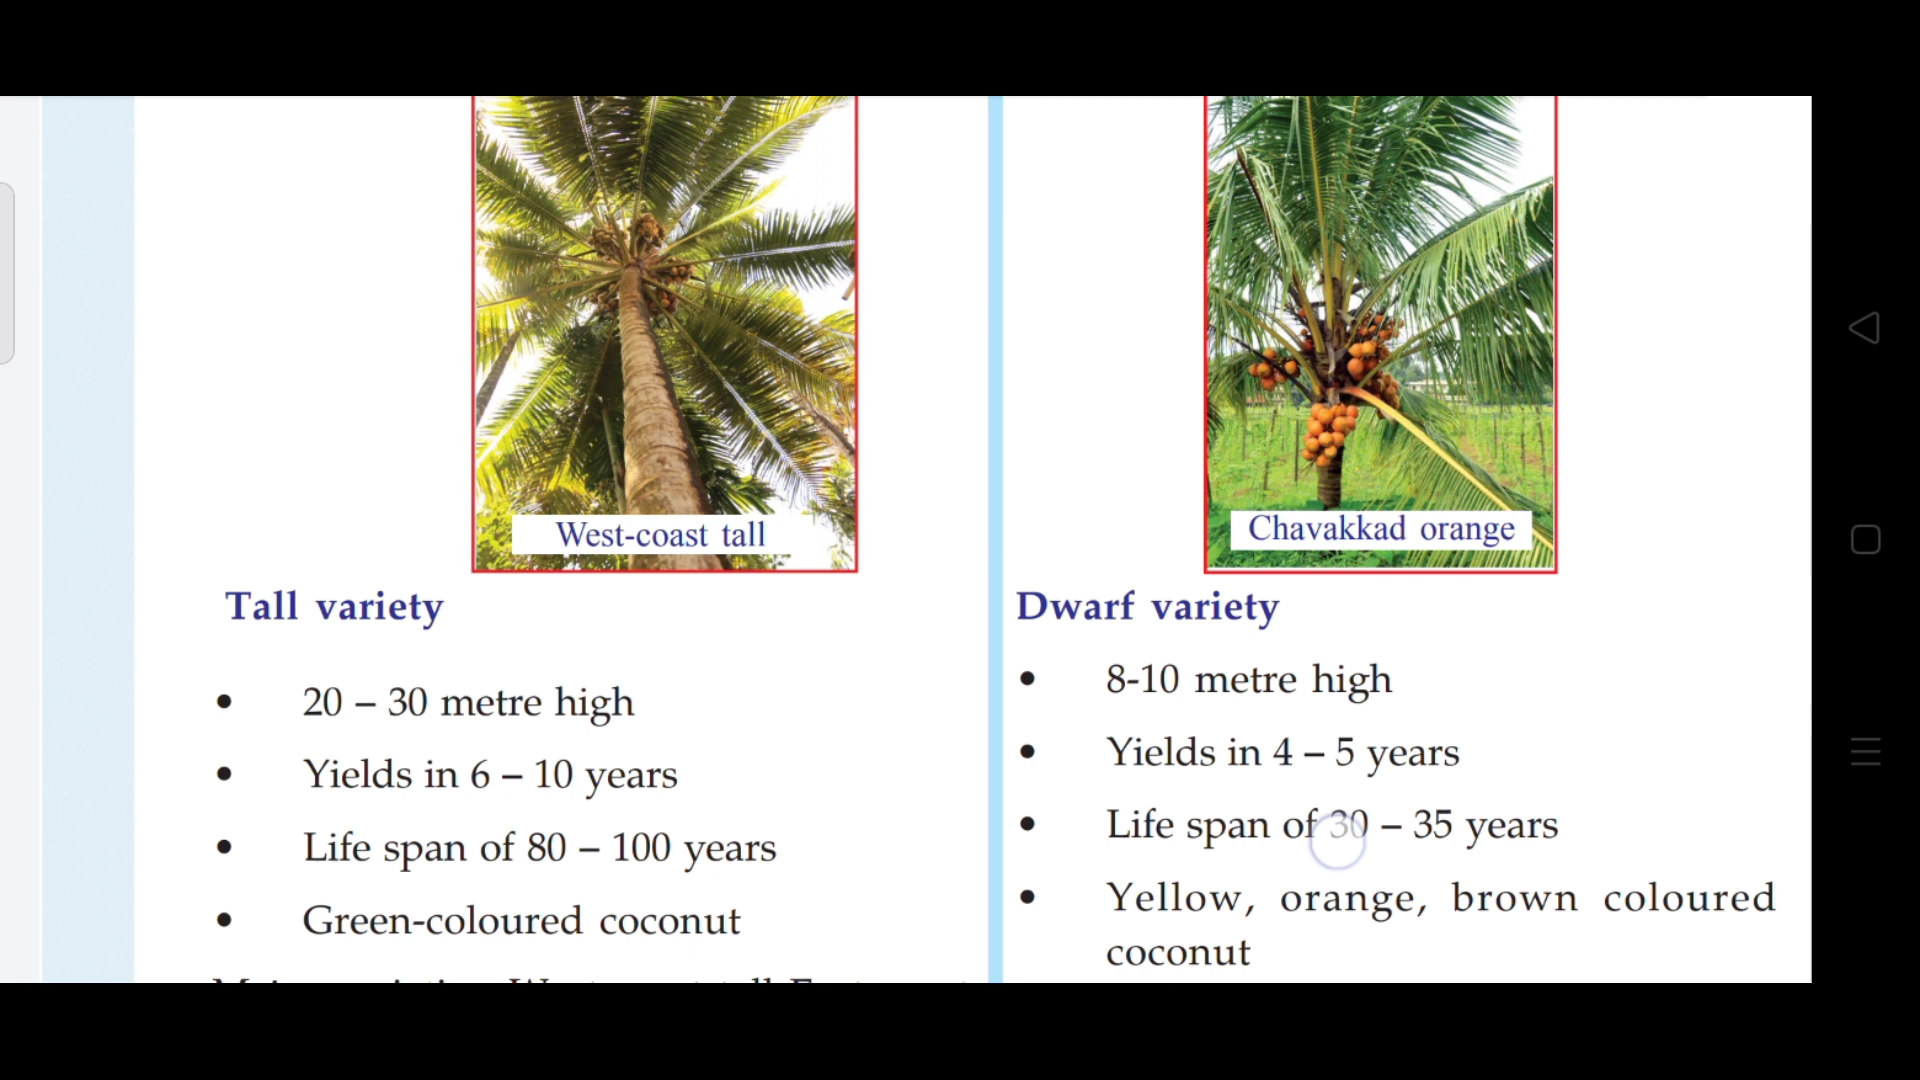 West-coast tall
Tall variety
• 20 – 30 metre high
• Yields in 6 – 10 years
• Life span of 80 – 100 years
• Green-coloured coconut
Chavakkad orange
Dwarf variety
• 8-10 metre high
• Yields in 4 – 5 years
• Life span of 30 – 35 years
• Yellow, orange, brown coloured
coconut